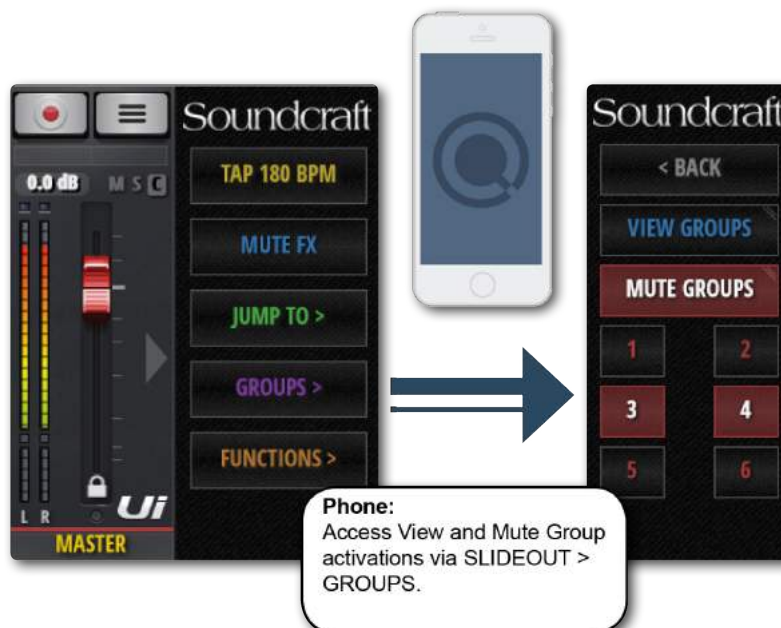 Soundcraft
0.0 dB M S C
TAP 180 BPM
MUTE FX
JUMP TO >
GROUPS >
FUNCTIONS >
L R
Ui
MASTER
Soundcraft
< BACK
VIEW GROUPS
MUTE GROUPS
1 2
3 4
5 6
Phone:
Access View and Mute Group
activations via SLIDEOUT >
GROUPS.